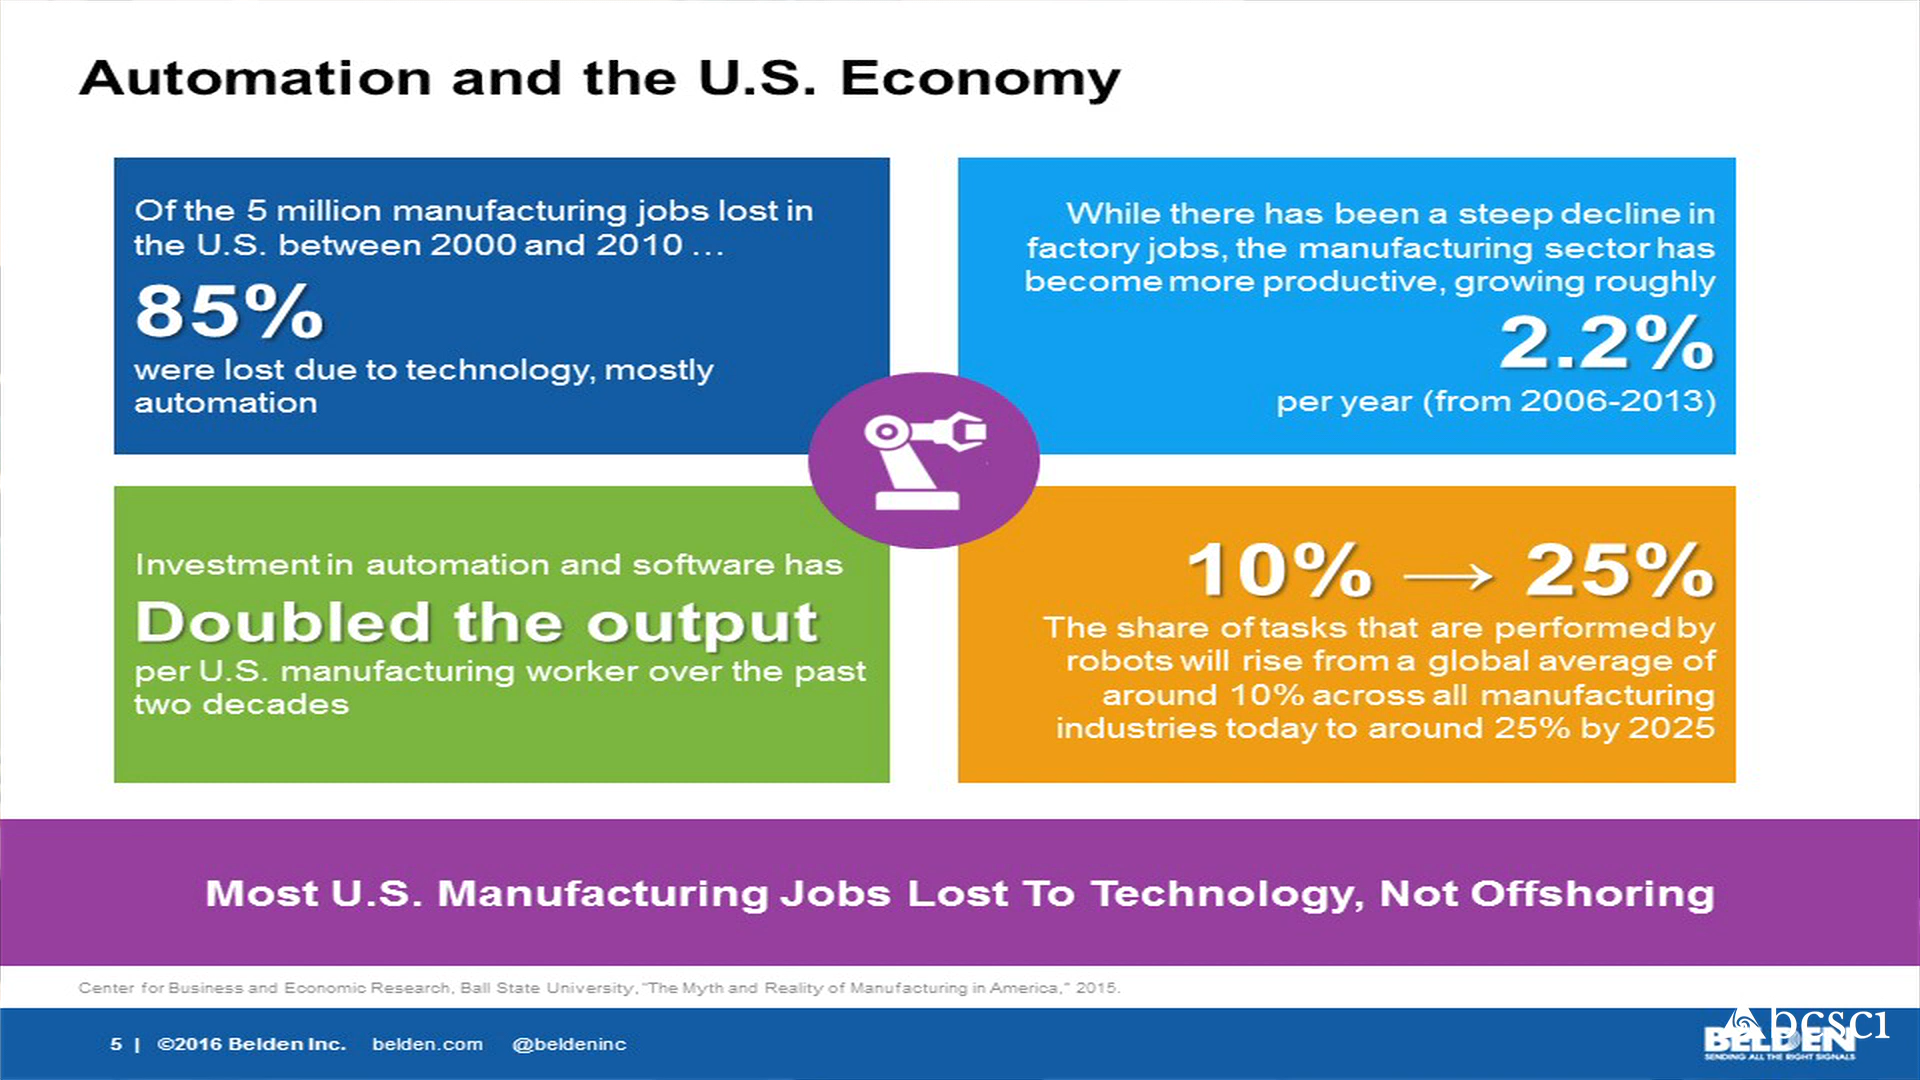 Automation and the U.S. Economy
Of the 5 million manufacturing jobs lost in
the U.S. between 2000 and 2010 ...
85%
were lost due to technology, mostly
automation
While there has been a steep decline in
factory jobs, the manufacturing sector has
become more productive, growing roughly
2.2%
per year (from 2006-2013)
Investment in automation and software has
Doubled the output
per U.S. manufacturing worker over the past
two decades
10% → 25%
The share of tasks that are performed by
robots will rise from a global average of
around 10% across all manufacturing
industries today to around 25% by 2025
Most U.S. Manufacturing Jobs Lost To Technology, Not Offshoring
Center for Business and Economic Research, Ball State University, "The Myth and Reality of Manufacturing in America," 2015.
5 | ©2016 Belden Inc. belden.com @beldeninc
BELDEN
SENDING ALL THE RIGHT SIGNALS
Abcsci